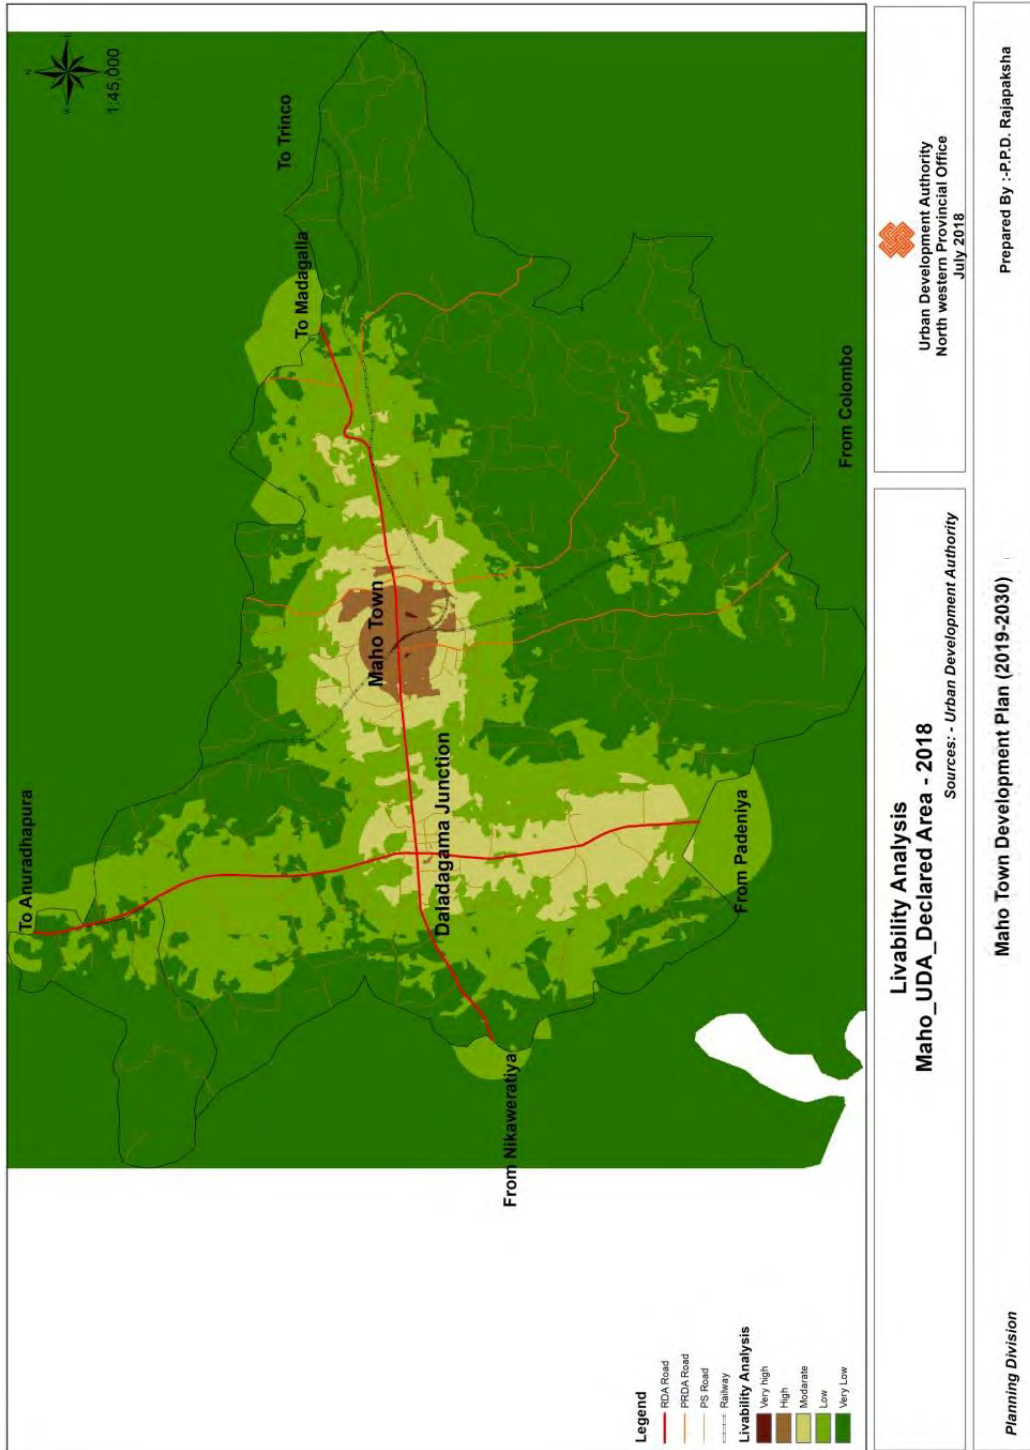 N
E
S
W
1:45,000
To Anuradhapura
To Trinco
To Madagalla
Maho Town
Daladagama Junction
From Nikaweratiya
From Padeniya
From Colombo
Legend
RDA Road
PRDA Road
PS Road
Railway
Livability Analysis
Very high
High
Modarate
Low
Very Low
Livability Analysis
Maho_UDA_Declared Area - 2018
Sources: - Urban Development Authority
Urban Development Authority
North western Provincial Office
July 2018
Planning Division
Maho Town Development Plan (2019-2030)
Prepared By :-P.P.D. Rajapaksha